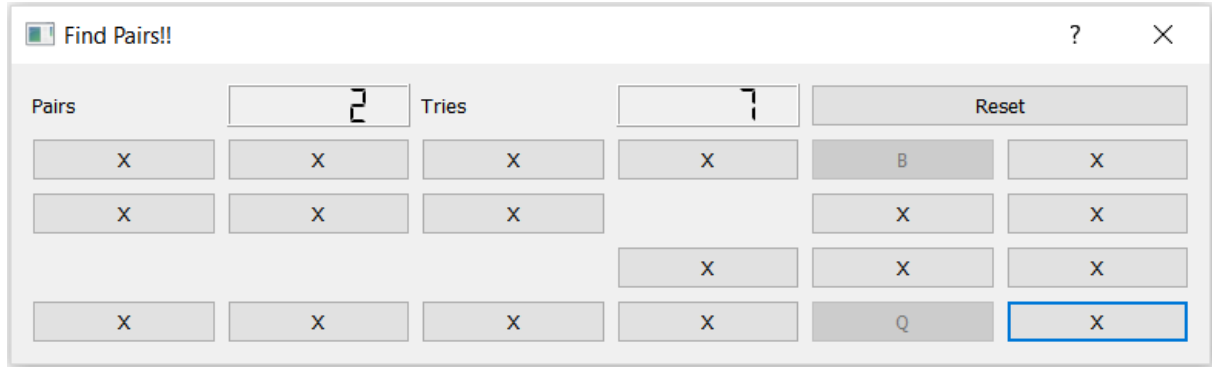 Find Pairs!! ?
Pairs 2 Tries 7 Reset
X X X X B X
X X X X X
X X X
X X X X Q X